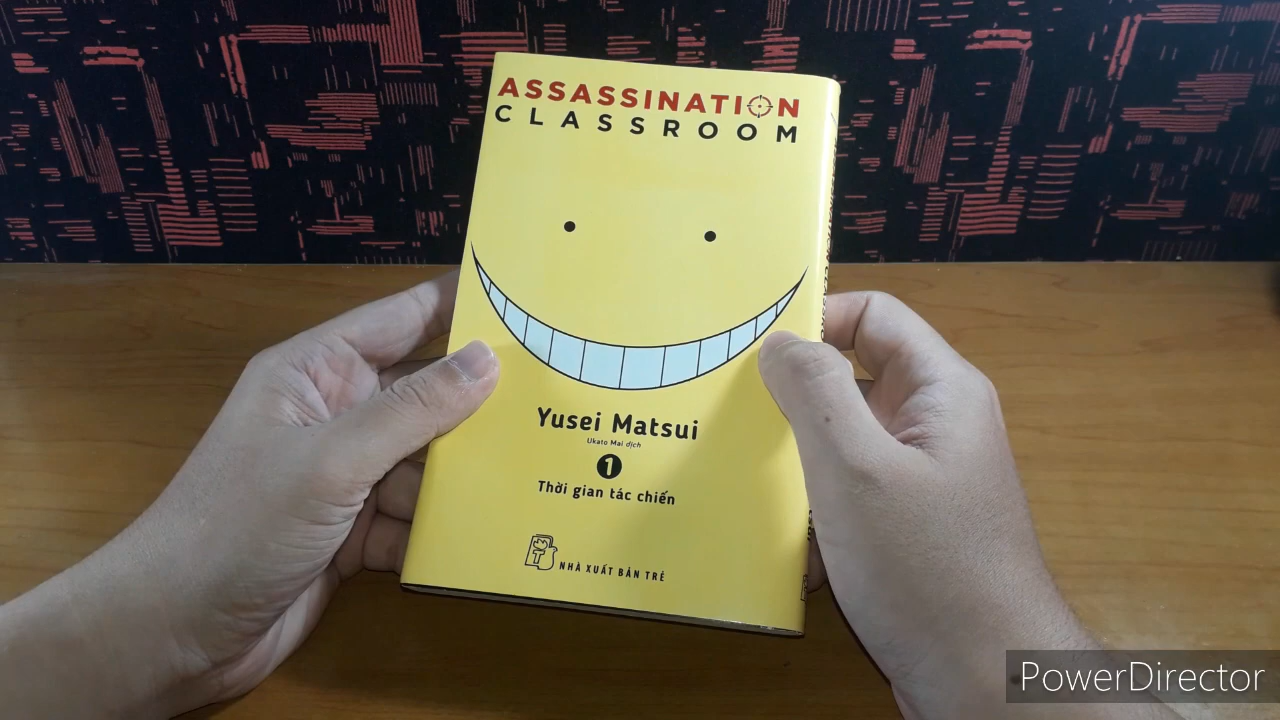 ASSASSINATION
CLASSROOM
Yusei Matsui
Ukato Mai dịch
1
Thời gian tác chiến
NHÀ XUẤT BẢN TRẺ
PowerDirector